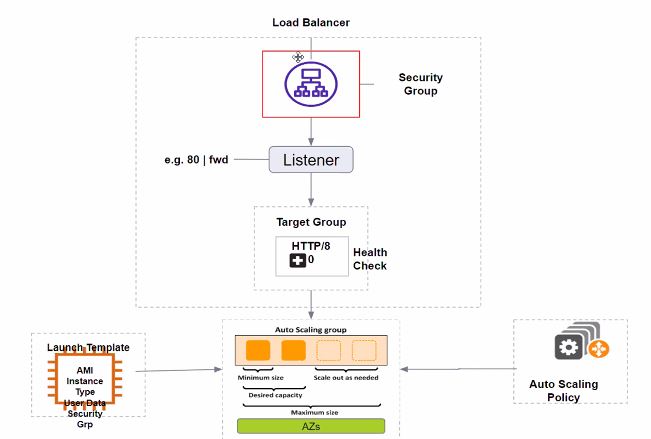 Load Balancer
Security
Group
e.g. 80 | fwd
Listener
Target Group
HTTP/8
0
Health
Check
Auto Scaling group
Minimum size
Scale out as needed
Desired capacity
Maximum size
AZs
Launch Template
AMI
Instance
Type
User Data
Security
Grp
Auto Scaling
Policy